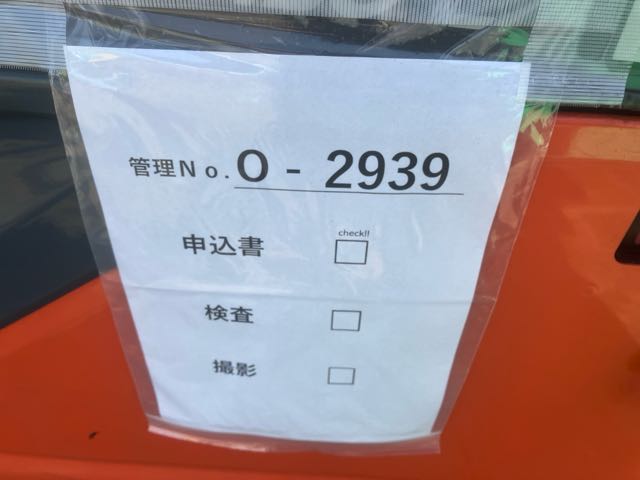 管理No. O - 2939
check!!
申込書 □
検査 □
撮影 □